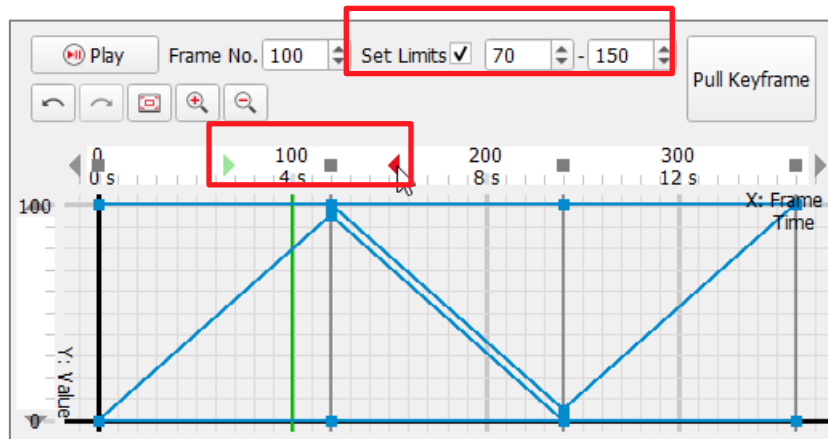 Play Frame No. 100 Set Limits 70 - 150
Pull Keyframe
0 100 200 300
0 s 4 s 8 s 12 s
100
X: Frame
Time
Y: Value
0